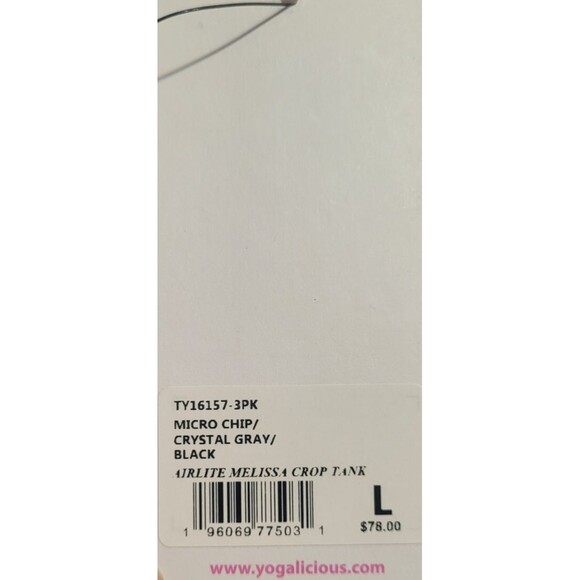 TY16157-3PK
MICRO CHIP/
CRYSTAL GRAY/
BLACK
AIRLITE MELISSA CROP TANK
L
1 96069 77503 1
$78.00
www.yogalicious.com